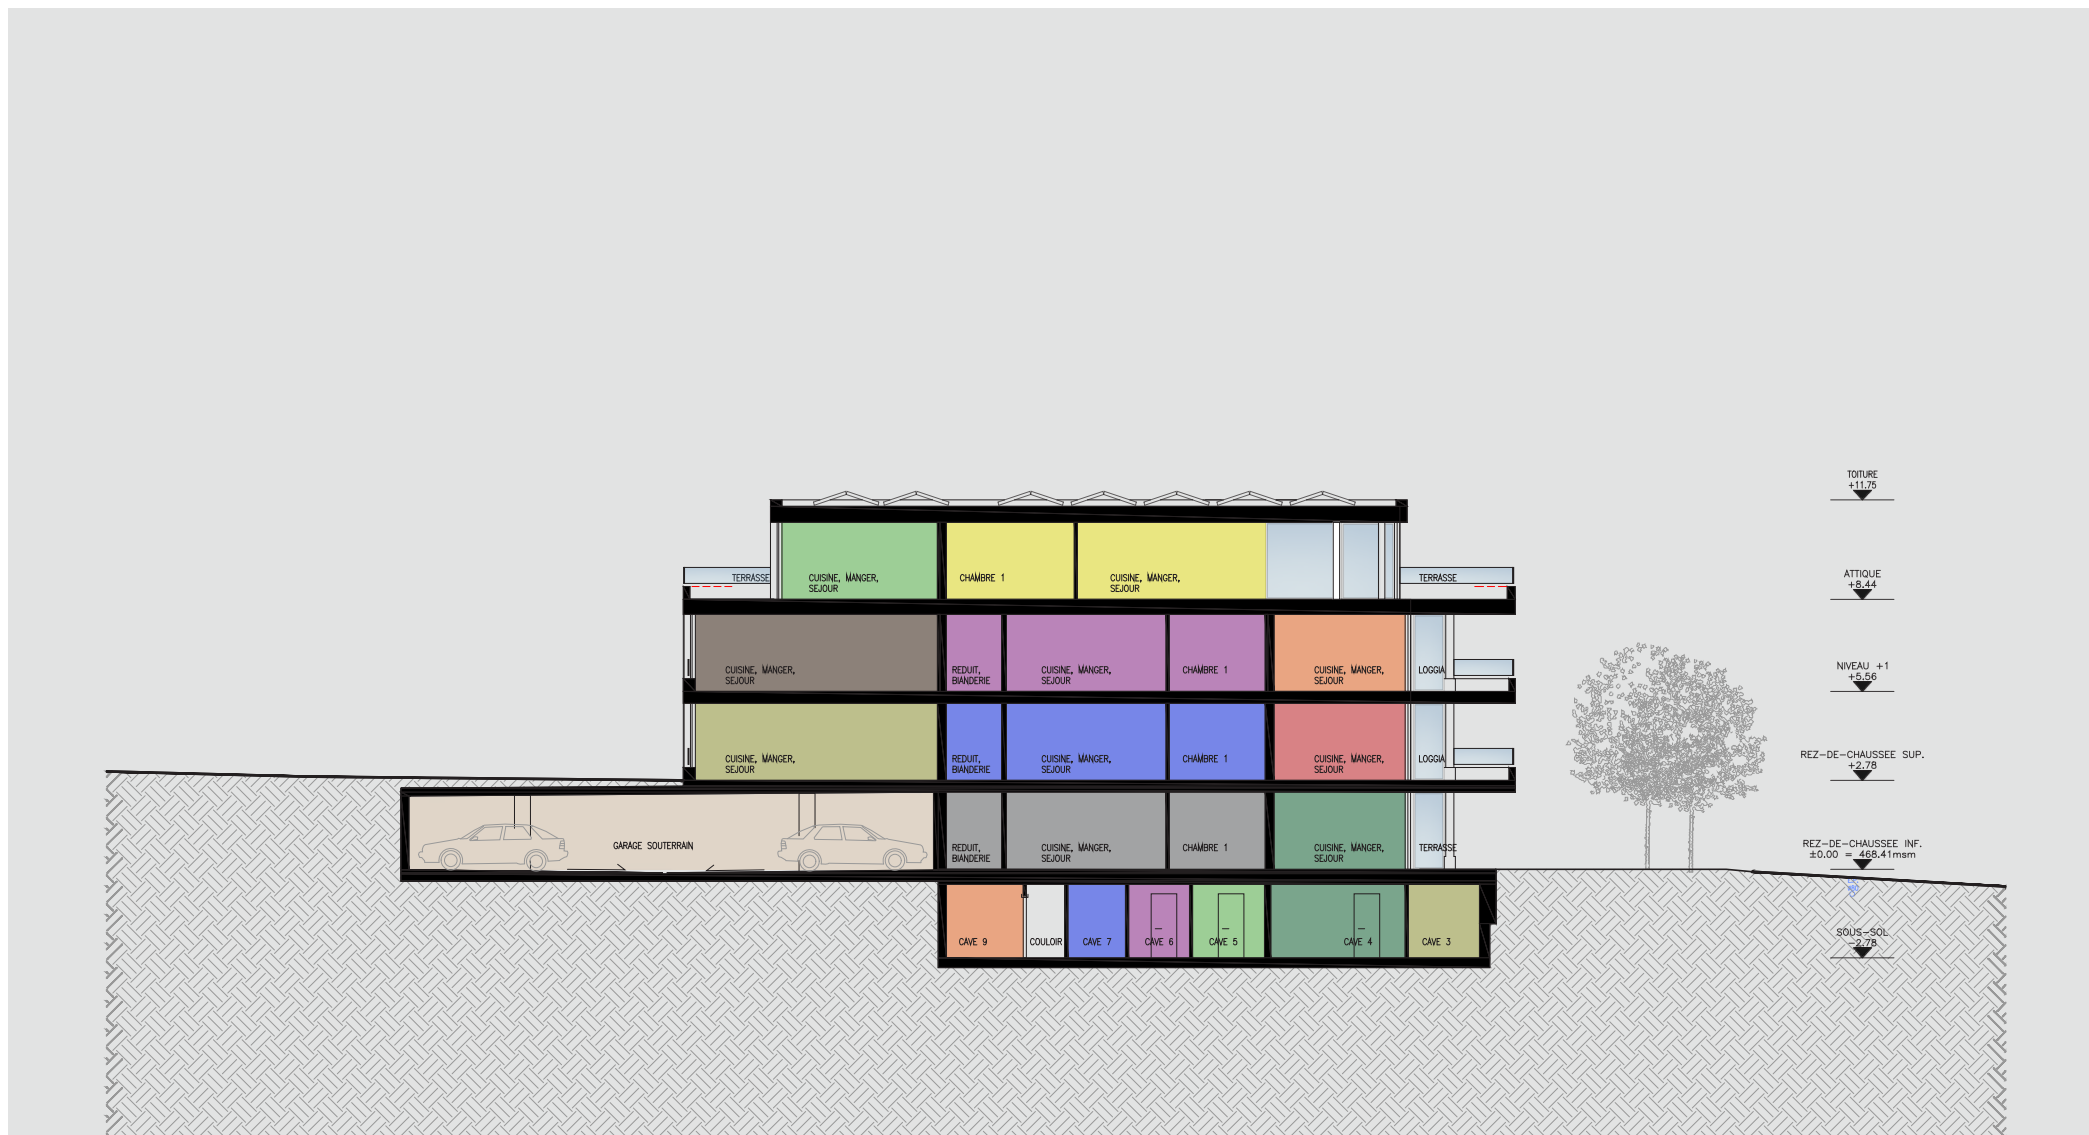 TOITURE
+11.75
TERRASSE
CUISINE, MANGER,
SEJOUR
CHAMBRE 1
CUISINE, MANGER,
SEJOUR
TERRASSE
ATTIQUE
+8.44
CUISINE, MANGER,
SEJOUR
REDUIT,
BIANDERIE
CUISINE, MANGER,
SEJOUR
CHAMBRE 1
CUISINE, MANGER,
SEJOUR
LOGGIA
NIVEAU +1
+5.56
CUISINE, MANGER,
SEJOUR
REDUIT,
BIANDERIE
CUISINE, MANGER,
SEJOUR
CHAMBRE 1
CUISINE, MANGER,
SEJOUR
LOGGIA
REZ-DE-CHAUSSEE SUP.
+2.78
GARAGE SOUTERRAIN
REDUIT,
BIANDERIE
CUISINE, MANGER,
SEJOUR
CHAMBRE 1
CUISINE, MANGER,
SEJOUR
TERRASSE
REZ-DE-CHAUSSEE INF.
±0.00 = 468.41msm
CAVE 9
COULOIR
CAVE 7
CAVE 6
CAVE 5
CAVE 4
CAVE 3
SOUS-SOL
-2.78